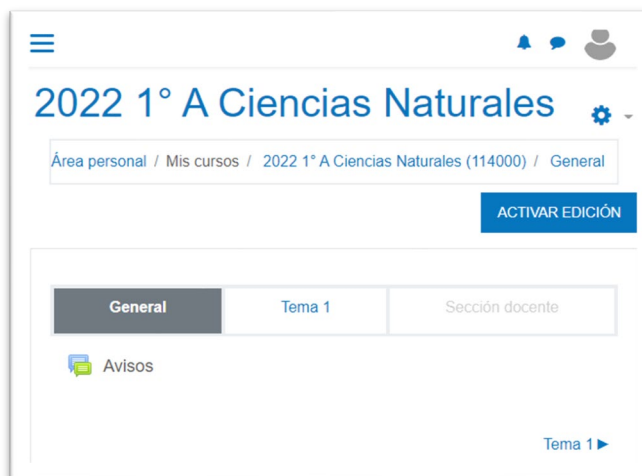 2022 1° A Ciencias Naturales
Área personal / Mis cursos / 2022 1° A Ciencias Naturales (114000) / General
ACTIVAR EDICIÓN
General Tema 1 Sección docente
Avisos
Tema 1►